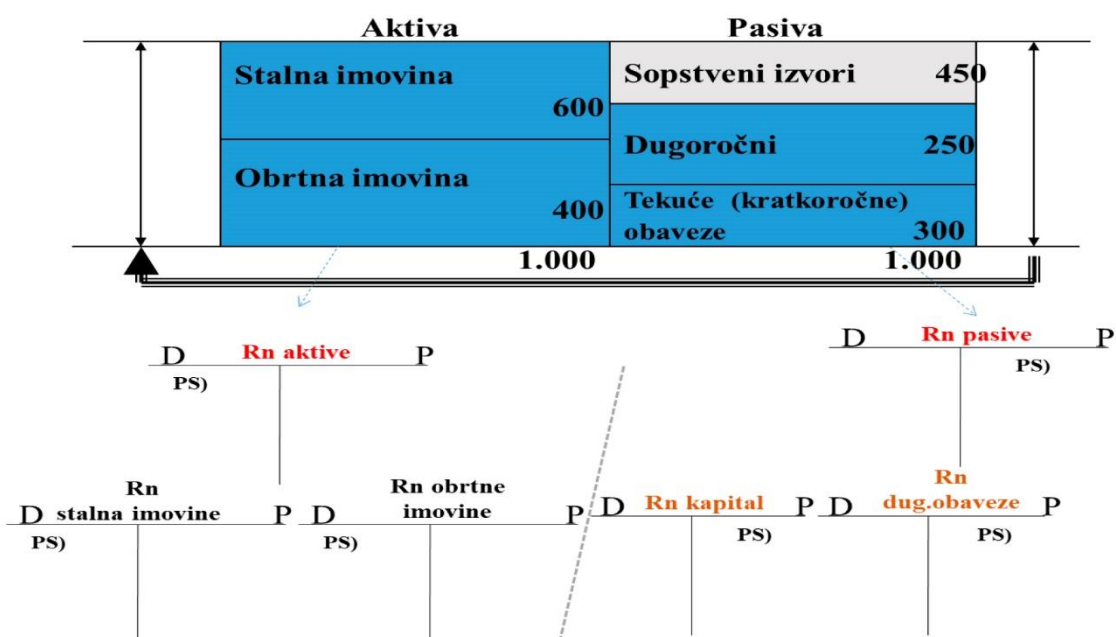 Aktiva Pasiva
Stalna imovina
600
Obrtna imovina
400
Sopstveni izvori 450
Dugoročni 250
Tekuće (kratkoročne)
obaveze 300
1.000 1.000
D Rn aktive P
PS)
D Rn pasive P
PS)
Rn
D stalna imovine P
PS)
Rn obrtne
D imovine P
PS)
D Rn kapital P
PS)
Rn
D dug.obaveze P
PS)